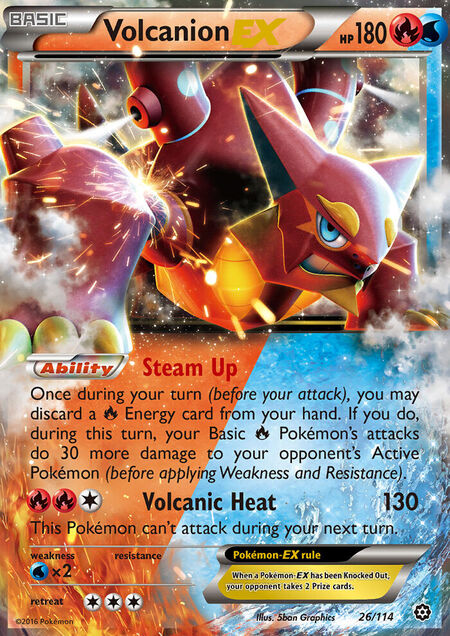 BASIC Volcanion EX HP 180
Ability Steam Up
Once during your turn (before your attack), you may
discard a Energy card from your hand. If you do,
during this turn, your Basic Pokémon's attacks
do 30 more damage to your opponent's Active
Pokémon (before applying Weakness and Resistance).
Volcanic Heat 130
This Pokémon can't attack during your next turn.
weakness resistance
×2
retreat
Pokémon-EX rule
When a Pokémon-EX has been Knocked Out,
your opponent takes 2 Prize cards.
©2016 Pokémon Illus. 5ban Graphics 26/114